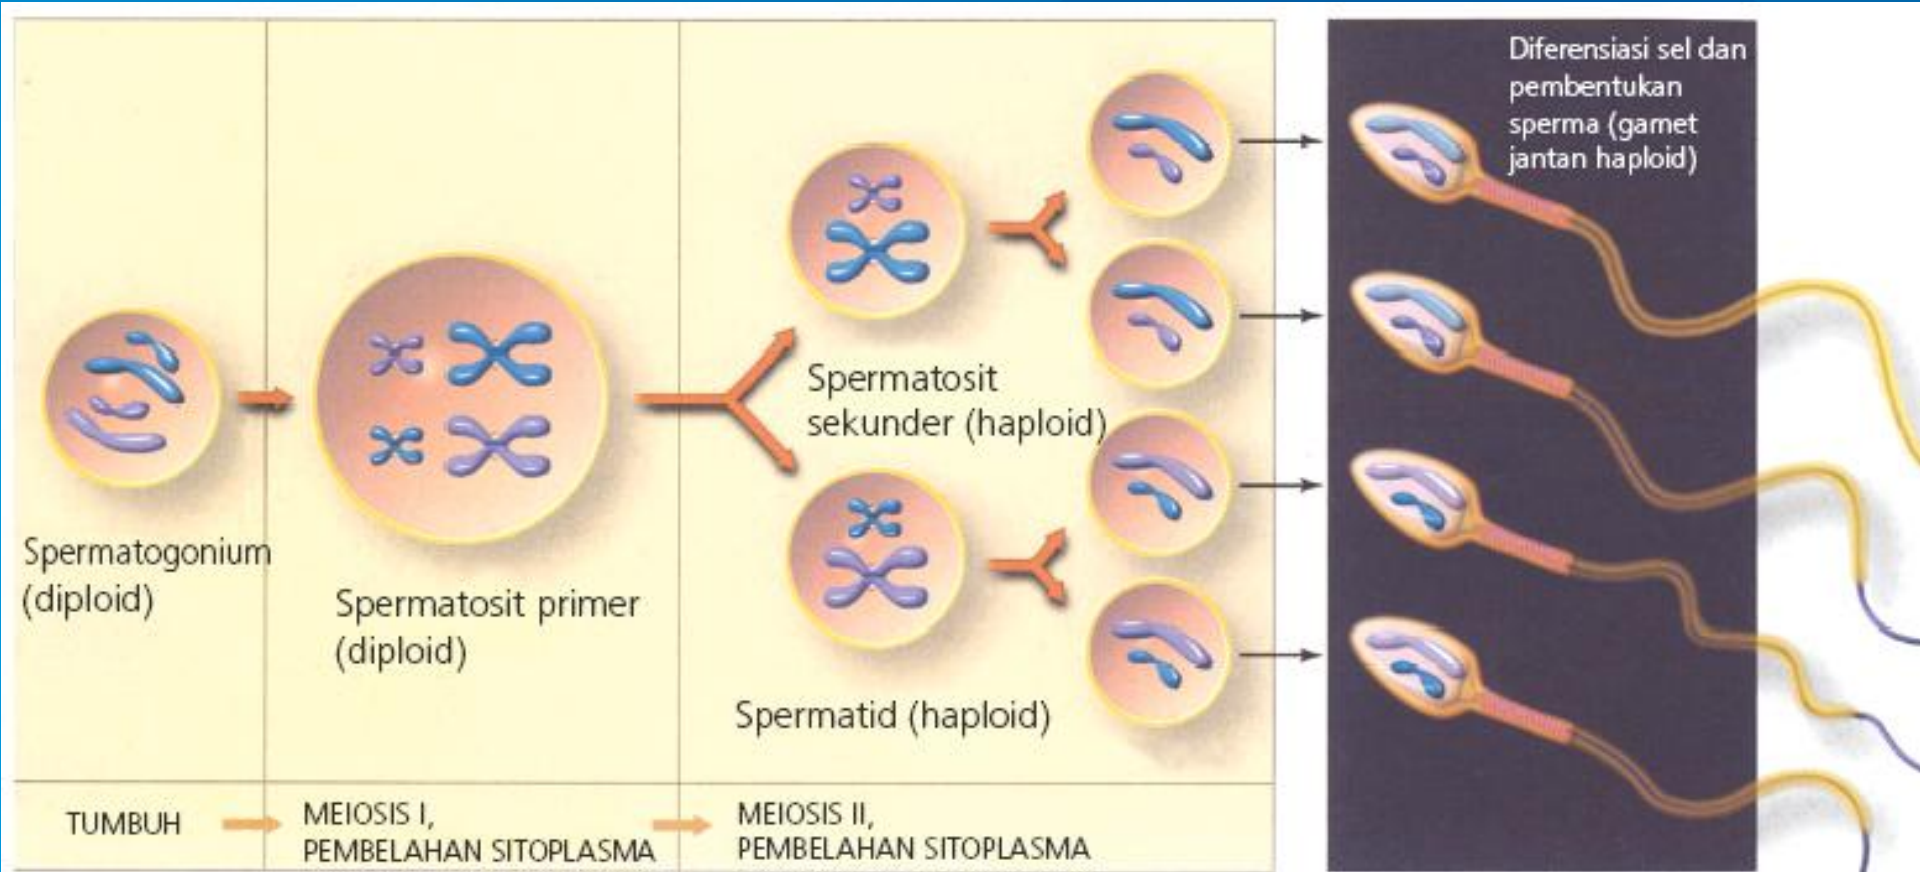 Diferensiasi sel dan
pembentukan
sperma (gamet
jantan haploid)
Spermatosit
sekunder (haploid)
Spermatogonium
(diploid)
Spermatosit primer
(diploid)
Spermatid (haploid)
TUMBUH
MEIOSIS I,
PEMBELAHAN SITOPLASMA
MEIOSIS II,
PEMBELAHAN SITOPLASMA